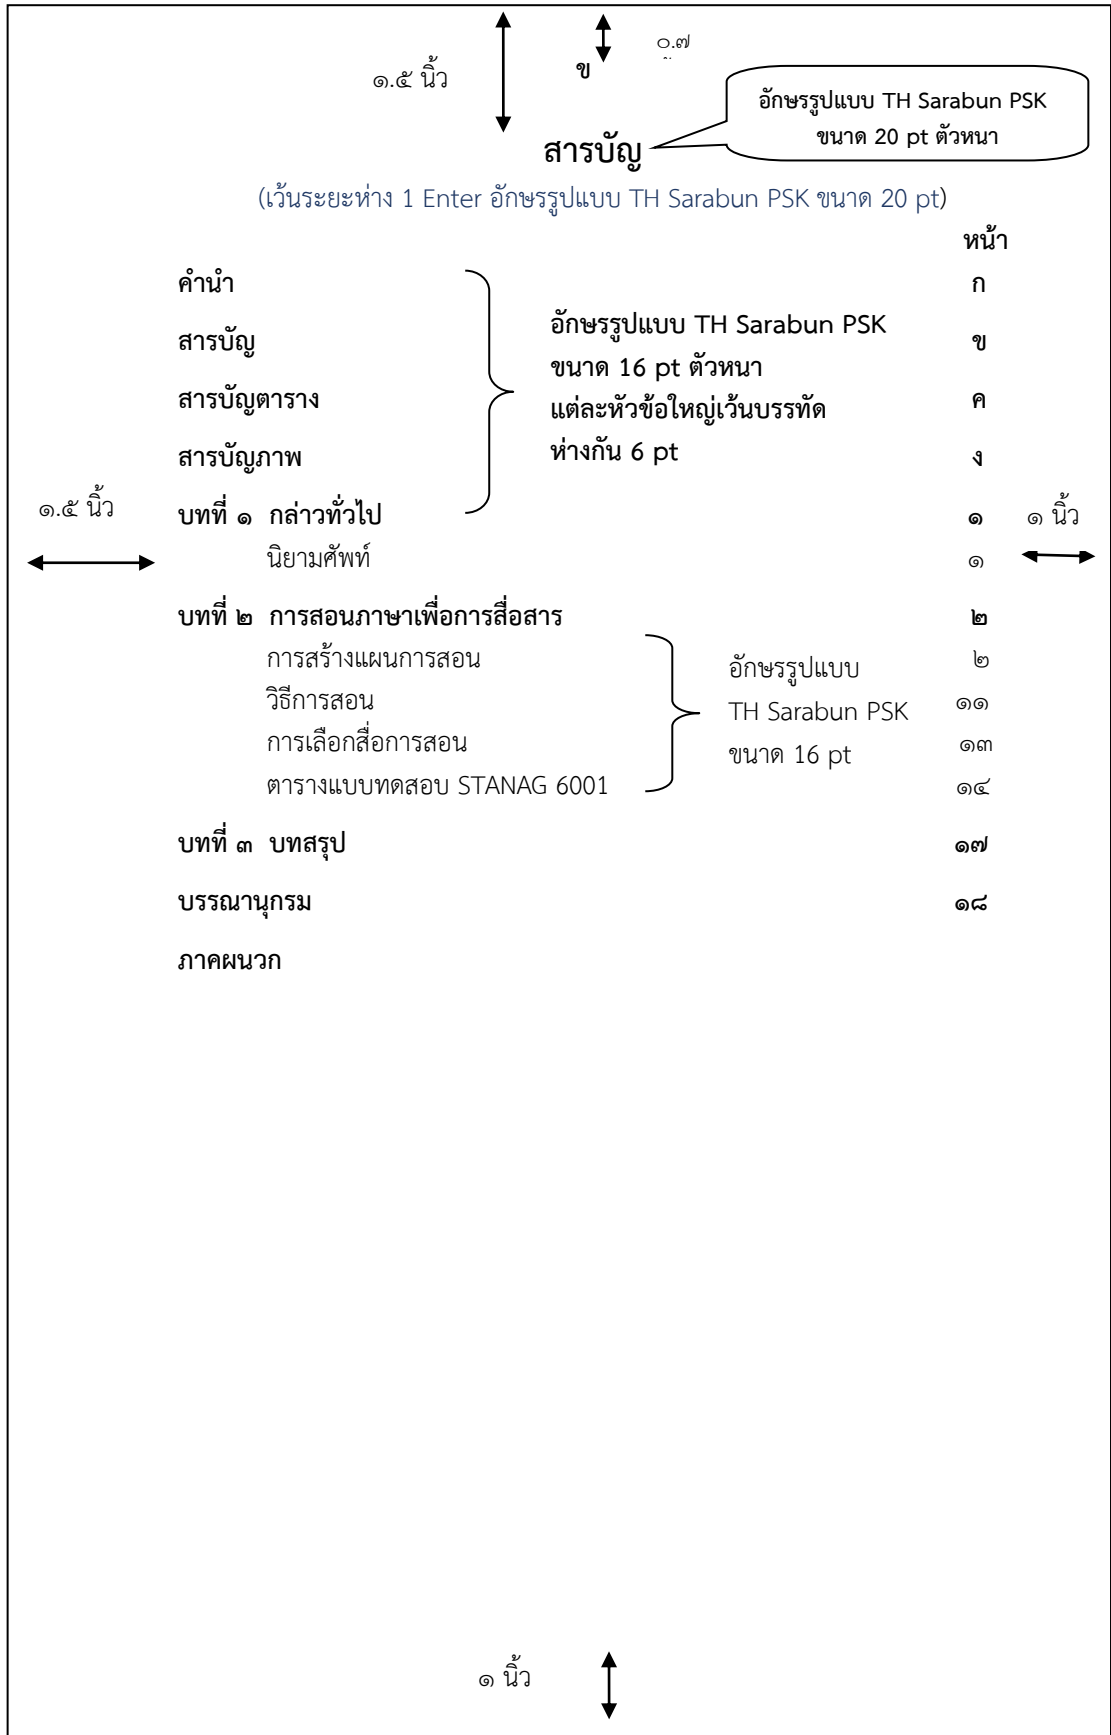 ๐.๗
๑.๕ นิ้ว
ข
อักษรรูปแบบ TH Sarabun PSK
ขนาด 20 pt ตัวหนา
สารบัญ
(เว้นระยะห่าง 1 Enter อักษรรูปแบบ TH Sarabun PSK ขนาด 20 pt)
หน้า
คำนำ ก
สารบัญ ข
สารบัญตาราง ค
สารบัญภาพ ง
อักษรรูปแบบ TH Sarabun PSK
ขนาด 16 pt ตัวหนา
แต่ละหัวข้อใหญ่เว้นบรรทัด
ห่างกัน 6 pt
๑.๕ นิ้ว
บทที่ ๑ กล่าวทั่วไป ๑
๑ นิ้ว
นิยามศัพท์ ๑
บทที่ ๒ การสอนภาษาเพื่อการสื่อสาร ๒
การสร้างแผนการสอน ๒
วิธีการสอน ๑๑
การเลือกสื่อการสอน ๑๓
ตารางแบบทดสอบ STANAG 6001 ๑๔
อักษรรูปแบบ
TH Sarabun PSK
ขนาด 16 pt
บทที่ ๓ บทสรุป ๑๗
บรรณานุกรม ๑๘
ภาคผนวก
๑ นิ้ว